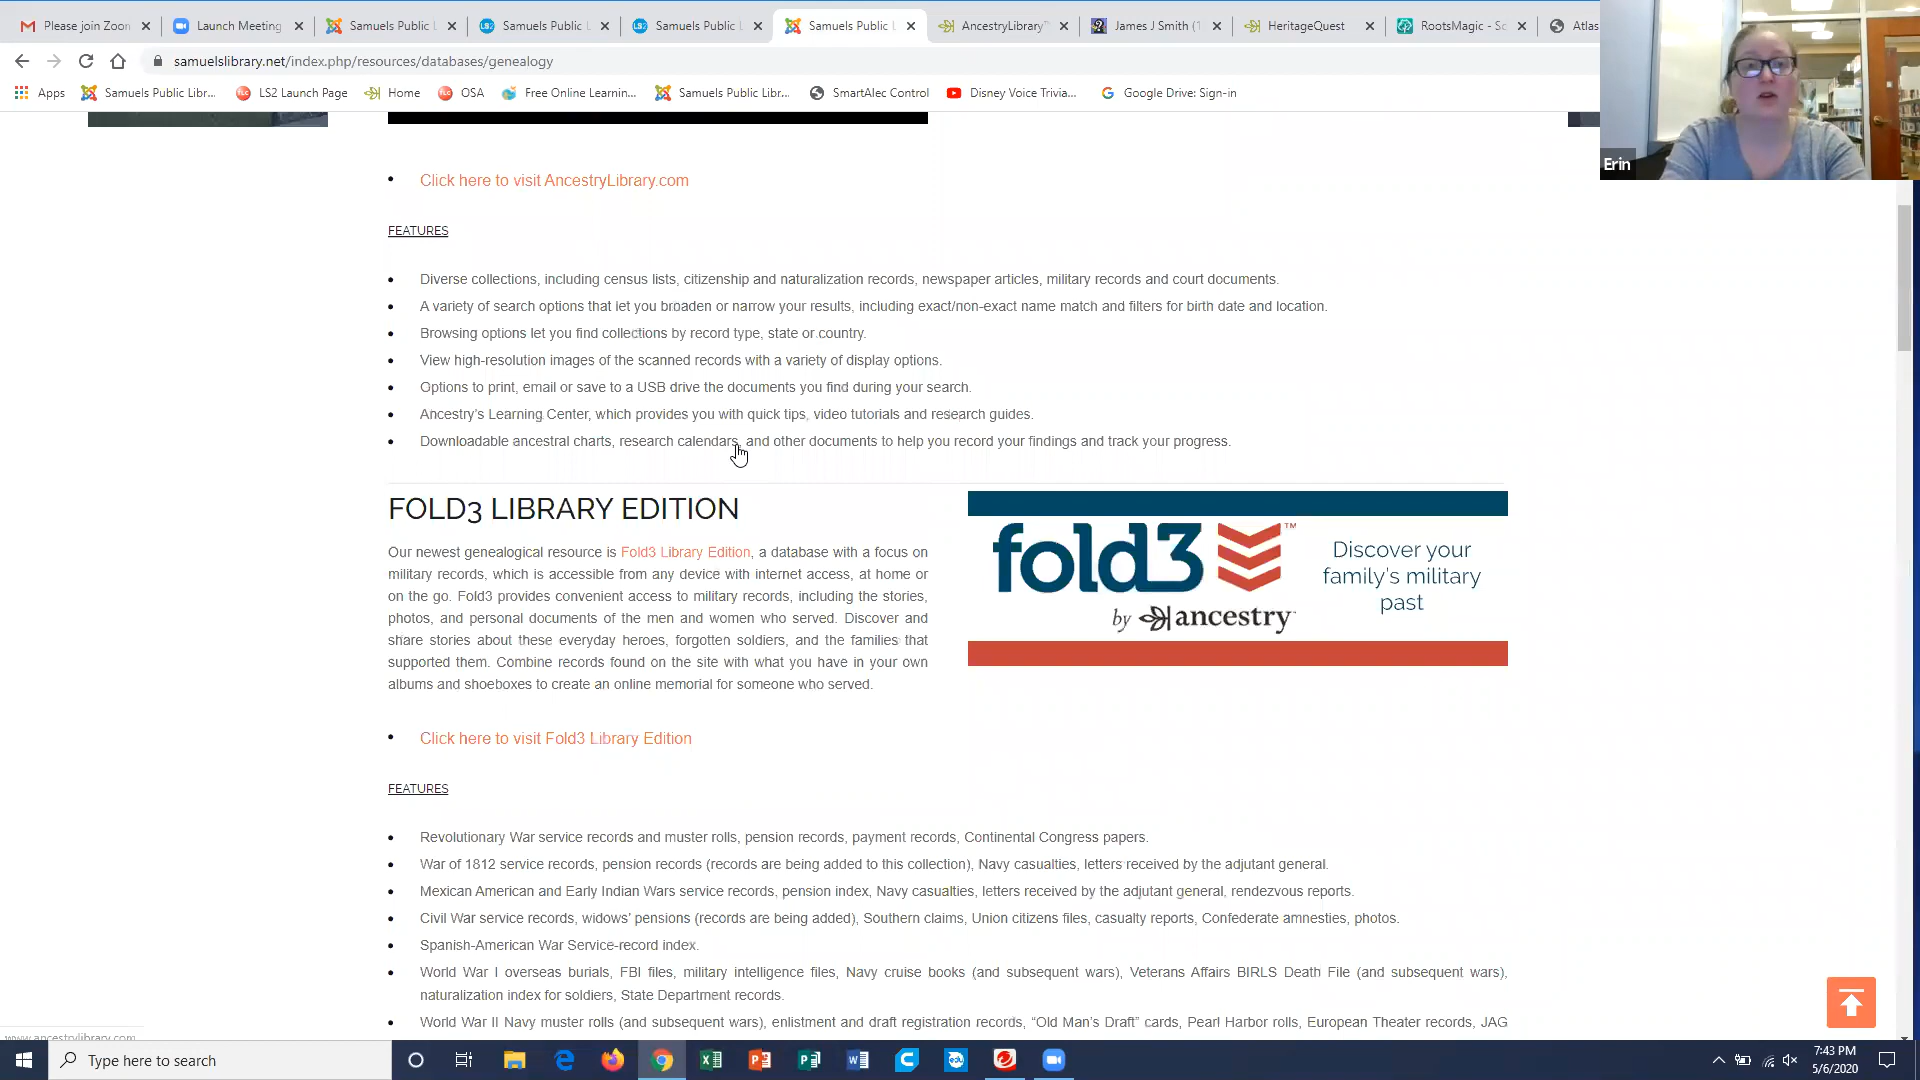 Please join Zoon
Launch Meeting
Samuels Public L
Samuels Public L
Samuels Public L
Samuels Public L
AncestryLibrary™
James J Smith (1
HeritageQuest
RootsMagic - Sc
Atlas
samuelslibrary.net/index.php/resources/databases/genealogy
Apps
Samuels Public Libr...
LS2 Launch Page
Home
OSA
Free Online Learnin...
Samuels Public Libr...
SmartAlec Control
Disney Voice Trivia...
Google Drive: Sign-in
Erin
• Click here to visit AncestryLibrary.com
FEATURES
• Diverse collections, including census lists, citizenship and naturalization records, newspaper articles, military records and court documents.
• A variety of search options that let you broaden or narrow your results, including exact/non-exact name match and filters for birth date and location.
• Browsing options let you find collections by record type, state or country.
• View high-resolution images of the scanned records with a variety of display options.
• Options to print, email or save to a USB drive the documents you find during your search.
• Ancestry's Learning Center, which provides you with quick tips, video tutorials and research guides.
• Downloadable ancestral charts, research calendars, and other documents to help you record your findings and track your progress.
FOLD3 LIBRARY EDITION
Our newest genealogical resource is Fold3 Library Edition, a database with a focus on
military records, which is accessible from any device with internet access, at home or
on the go. Fold3 provides convenient access to military records, including the stories,
photos, and personal documents of the men and women who served. Discover and
share stories about these everyday heroes, forgotten soldiers, and the families that
supported them. Combine records found on the site with what you have in your own
albums and shoeboxes to create an online memorial for someone who served.
fold3 ™
by ancestry
Discover your
family's military
past
• Click here to visit Fold3 Library Edition
FEATURES
• Revolutionary War service records and muster rolls, pension records, payment records, Continental Congress papers.
• War of 1812 service records, pension records (records are being added to this collection), Navy casualties, letters received by the adjutant general.
• Mexican American and Early Indian Wars service records, pension index, Navy casualties, letters received by the adjutant general, rendezvous reports.
• Civil War service records, widows' pensions (records are being added), Southern claims, Union citizens files, casualty reports, Confederate amnesties, photos.
• Spanish-American War Service-record index.
• World War I overseas burials, FBI files, military intelligence files, Navy cruise books (and subsequent wars), Veterans Affairs BIRLS Death File (and subsequent wars),
naturalization index for soldiers, State Department records.
• World War II Navy muster rolls (and subsequent wars), enlistment and draft registration records, “Old Man's Draft” cards, Pearl Harbor rolls, European Theater records, JAG
www.ancestrylibrary.com
Type here to search
7:43 PM
5/6/2020